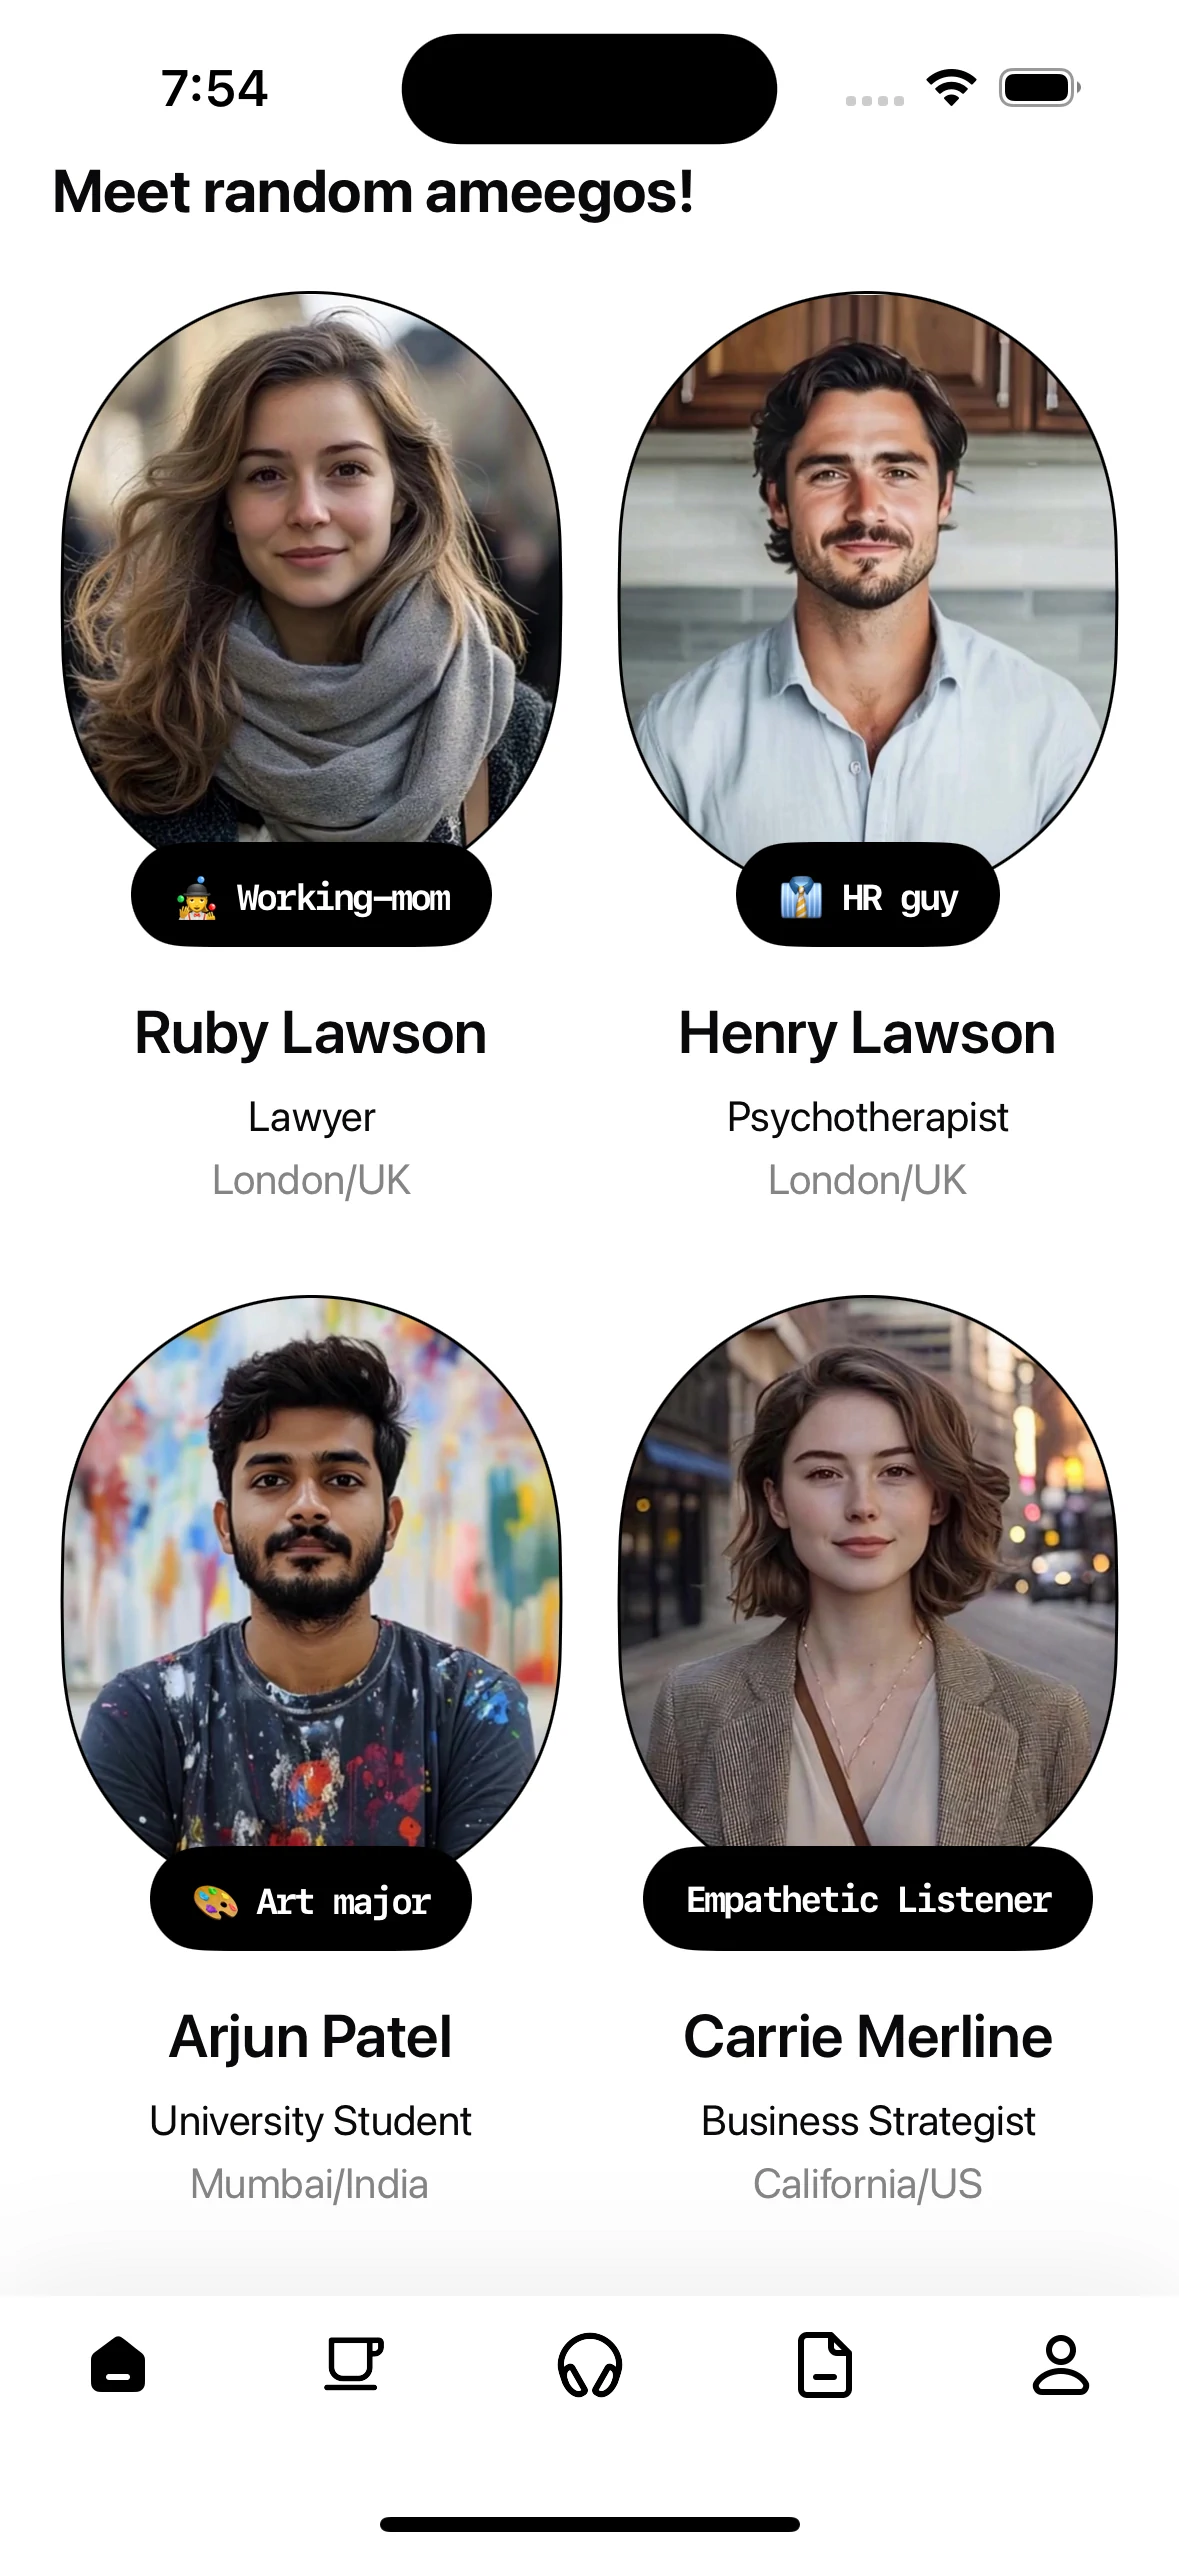 7:54
Meet random ameegos!
🤹 Working-mom
👔 HR guy
Ruby Lawson
Henry Lawson
Lawyer
Psychotherapist
London/UK
London/UK
🎨 Art major
Empathetic Listener
Arjun Patel
Carrie Merline
University Student
Business Strategist
Mumbai/India
California/US